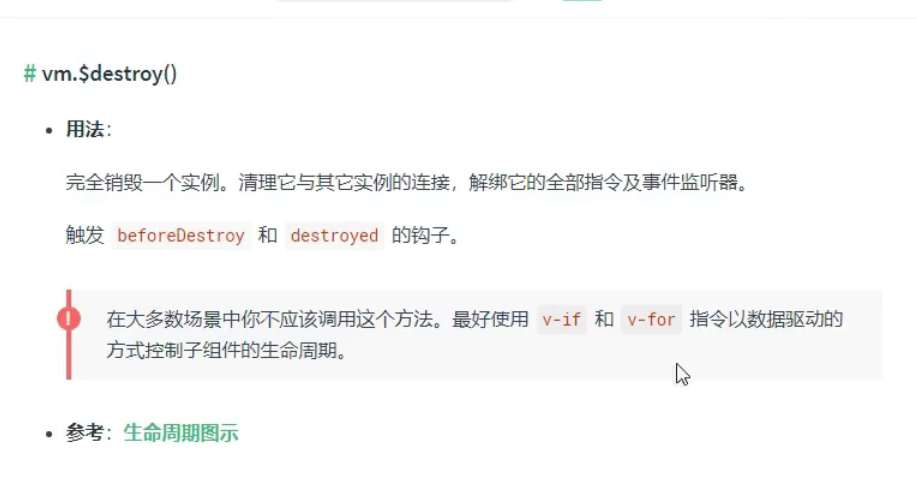 # vm.$destroy()
用法：
完全销毁一个实例。清理它与其它实例的连接，解绑它的全部指令及事件监听器。
触发 beforeDestroy 和 destroyed 的钩子。
在大多数场景中你不应该调用这个方法。最好使用 v-if 和 v-for 指令以数据驱动的
方式控制子组件的生命周期。
参考：生命周期图示